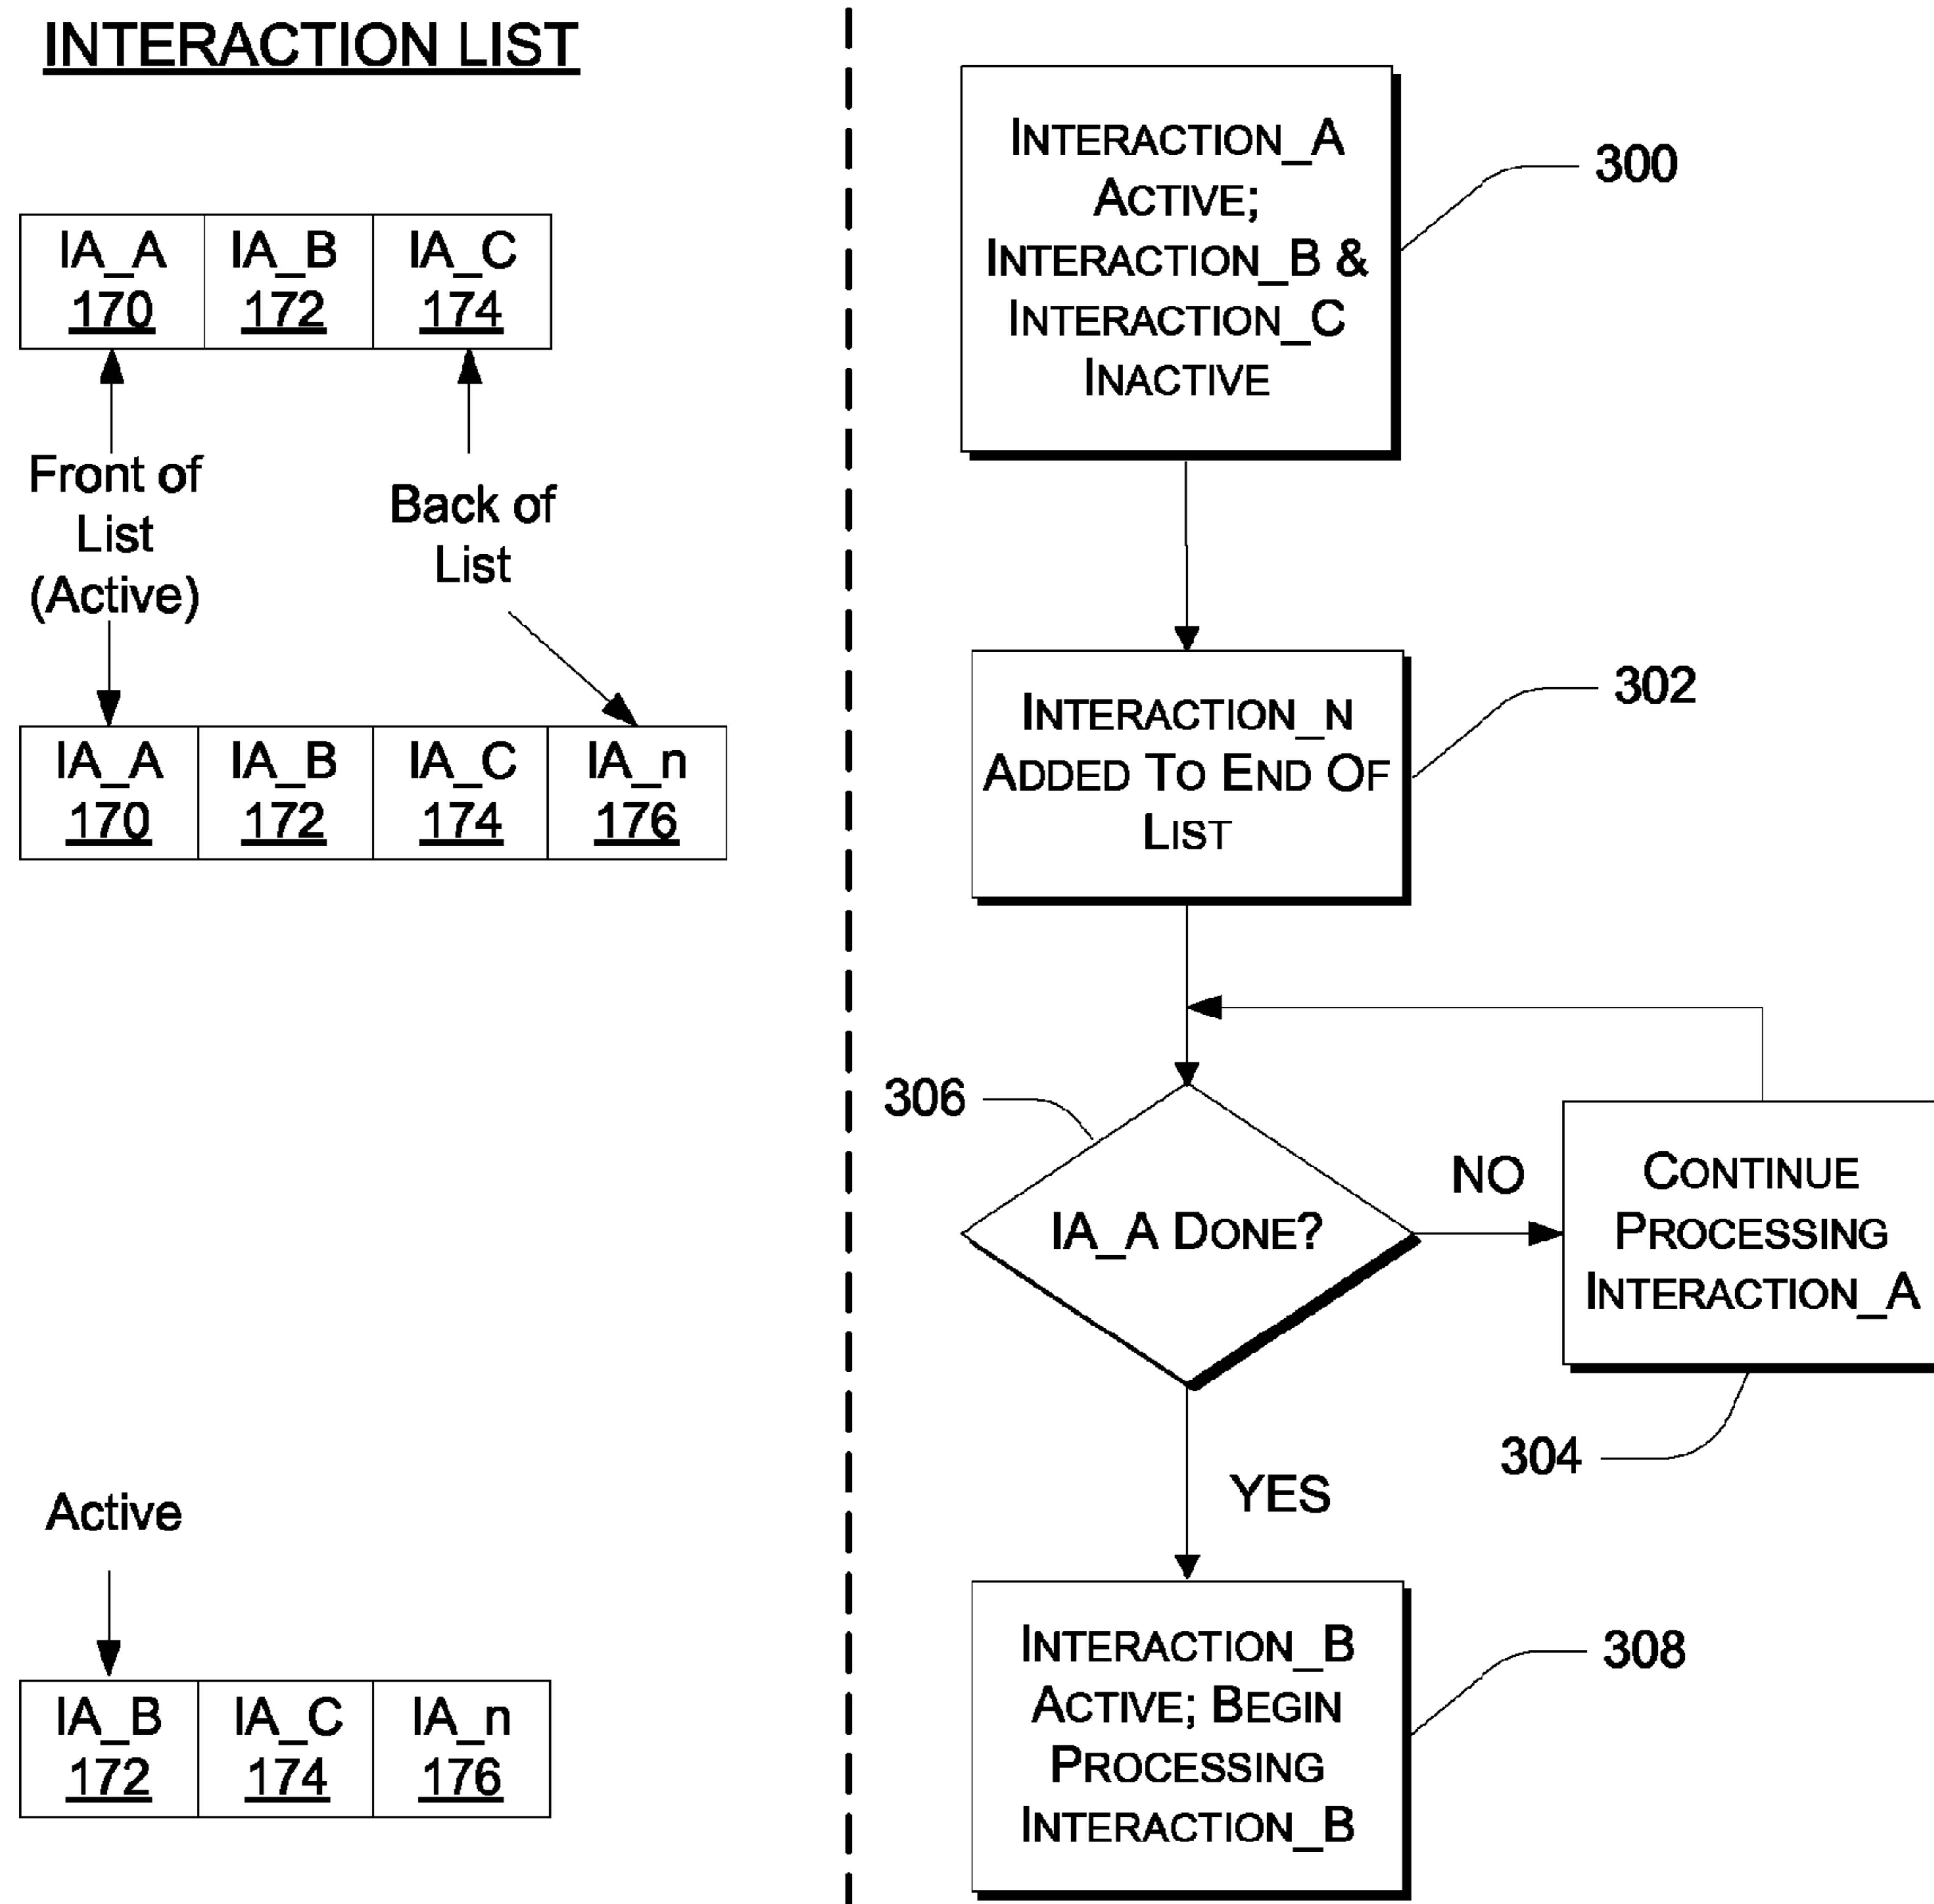 INTERACTION LIST
IA_A
170
IA_B
172
IA_C
174
Front of
List
(Active)
Back of
List
IA_A
170
IA_B
172
IA_C
174
IA_n
176
Active
IA_B
172
IA_C
174
IA_n
176
INTERACTION_A
ACTIVE;
INTERACTION_B &
INTERACTION_C
INACTIVE
300
INTERACTION_N
ADDED TO END OF
LIST
302
306
IA_A DONE?
NO
CONTINUE
PROCESSING
INTERACTION_A
304
YES
INTERACTION_B
ACTIVE; BEGIN
PROCESSING
INTERACTION_B
308